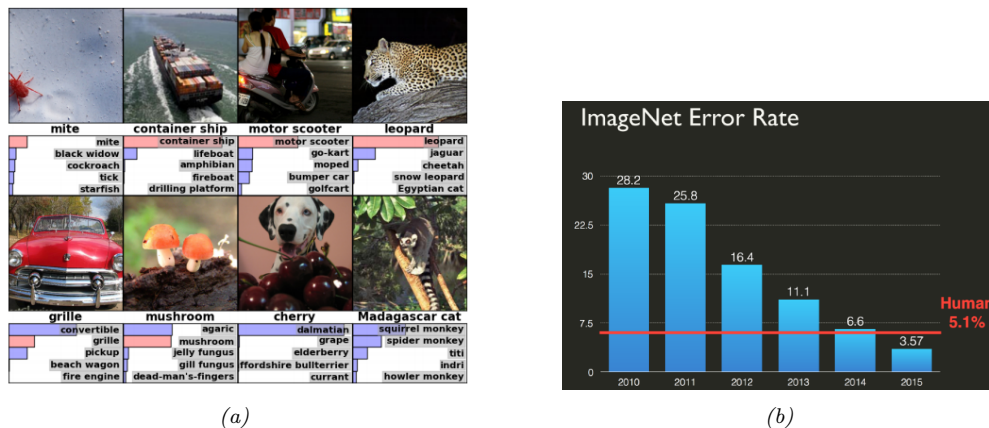 mite container ship motor scooter leopard
mite container ship motor scooter leopard
black widow lifeboat go-kart jaguar
cockroach amphibian moped cheetah
tick fireboat bumper car snow leopard
starfish drilling platform golfcart Egyptian cat
grille mushroom cherry Madagascar cat
convertible agaric dalmatian squirrel monkey
grille mushroom grape spider monkey
pickup jelly fungus elderberry titi
beach wagon gill fungus ffordshire bullterrier indri
fire engine dead-man's-fingers currant howler monkey
(a)
ImageNet Error Rate
30
22.5
15
7.5
0
28.2
25.8
16.4
11.1
6.6
3.57
Human
5.1%
2010 2011 2012 2013 2014 2015
(b)